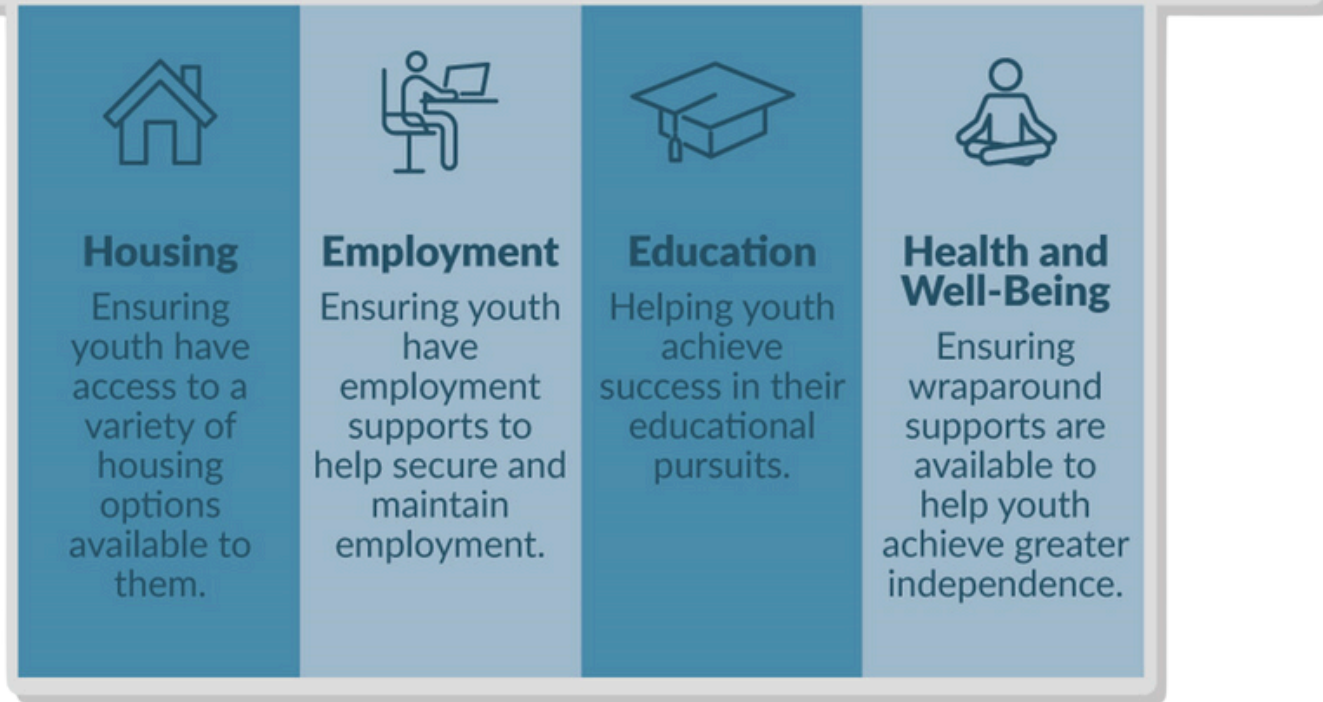 Housing
Ensuring
youth have
access to a
variety of
housing
options
available to
them.
Employment
Ensuring youth
have
employment
supports to
help secure and
maintain
employment.
Education
Helping youth
achieve
success in their
educational
pursuits.
Health and
Well-Being
Ensuring
wraparound
supports are
available to
help youth
achieve greater
independence.